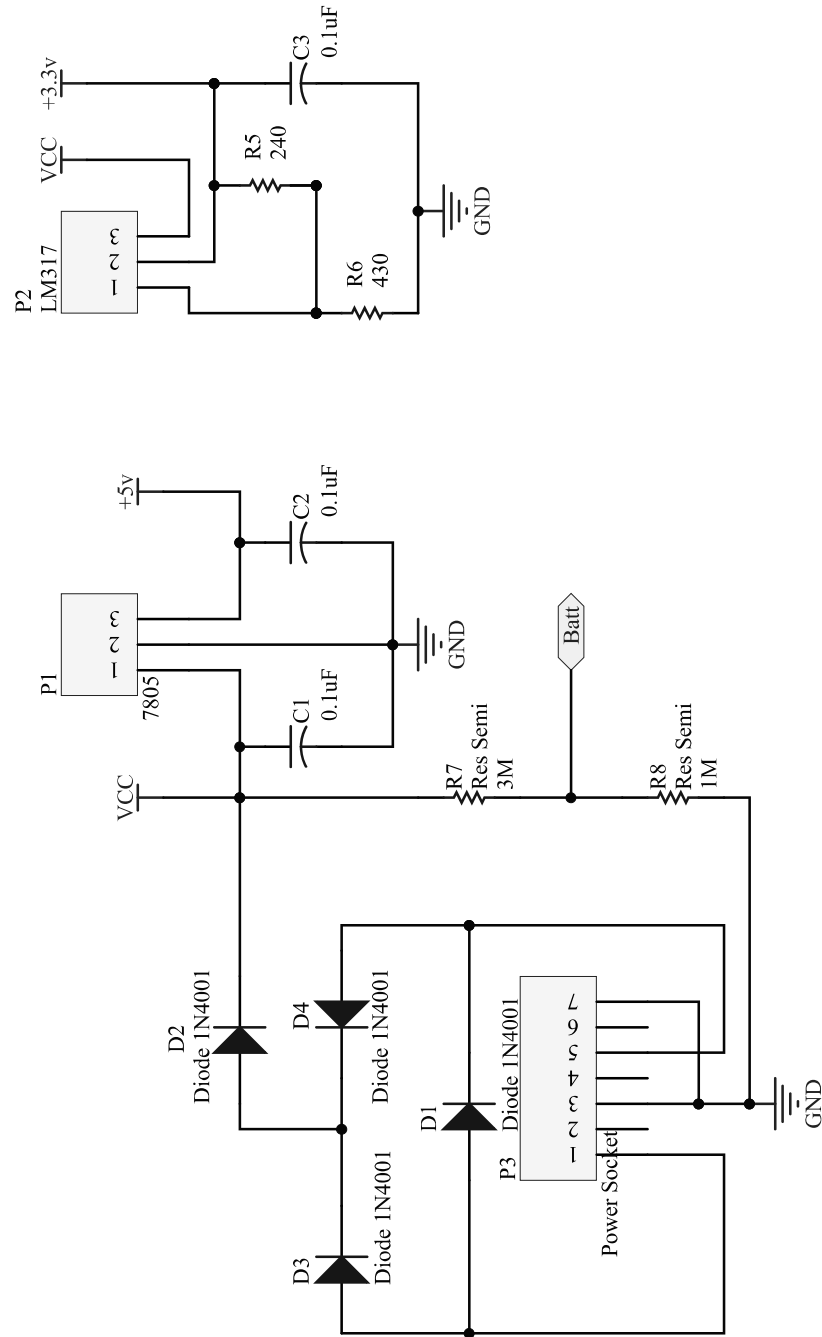 P2
LM317
1
2
3
VCC
+3.3v
R5
240
R6
430
C3
0.1uF
GND
P1
7805
1
2
3
+5v
VCC
C1
0.1uF
C2
0.1uF
GND
R7
Res Semi
3M
Batt
R8
Res Semi
1M
D2
Diode 1N4001
D3
Diode 1N4001
D4
Diode 1N4001
D1
Diode 1N4001
P3
Power Socket
1
2
3
4
5
6
7
GND